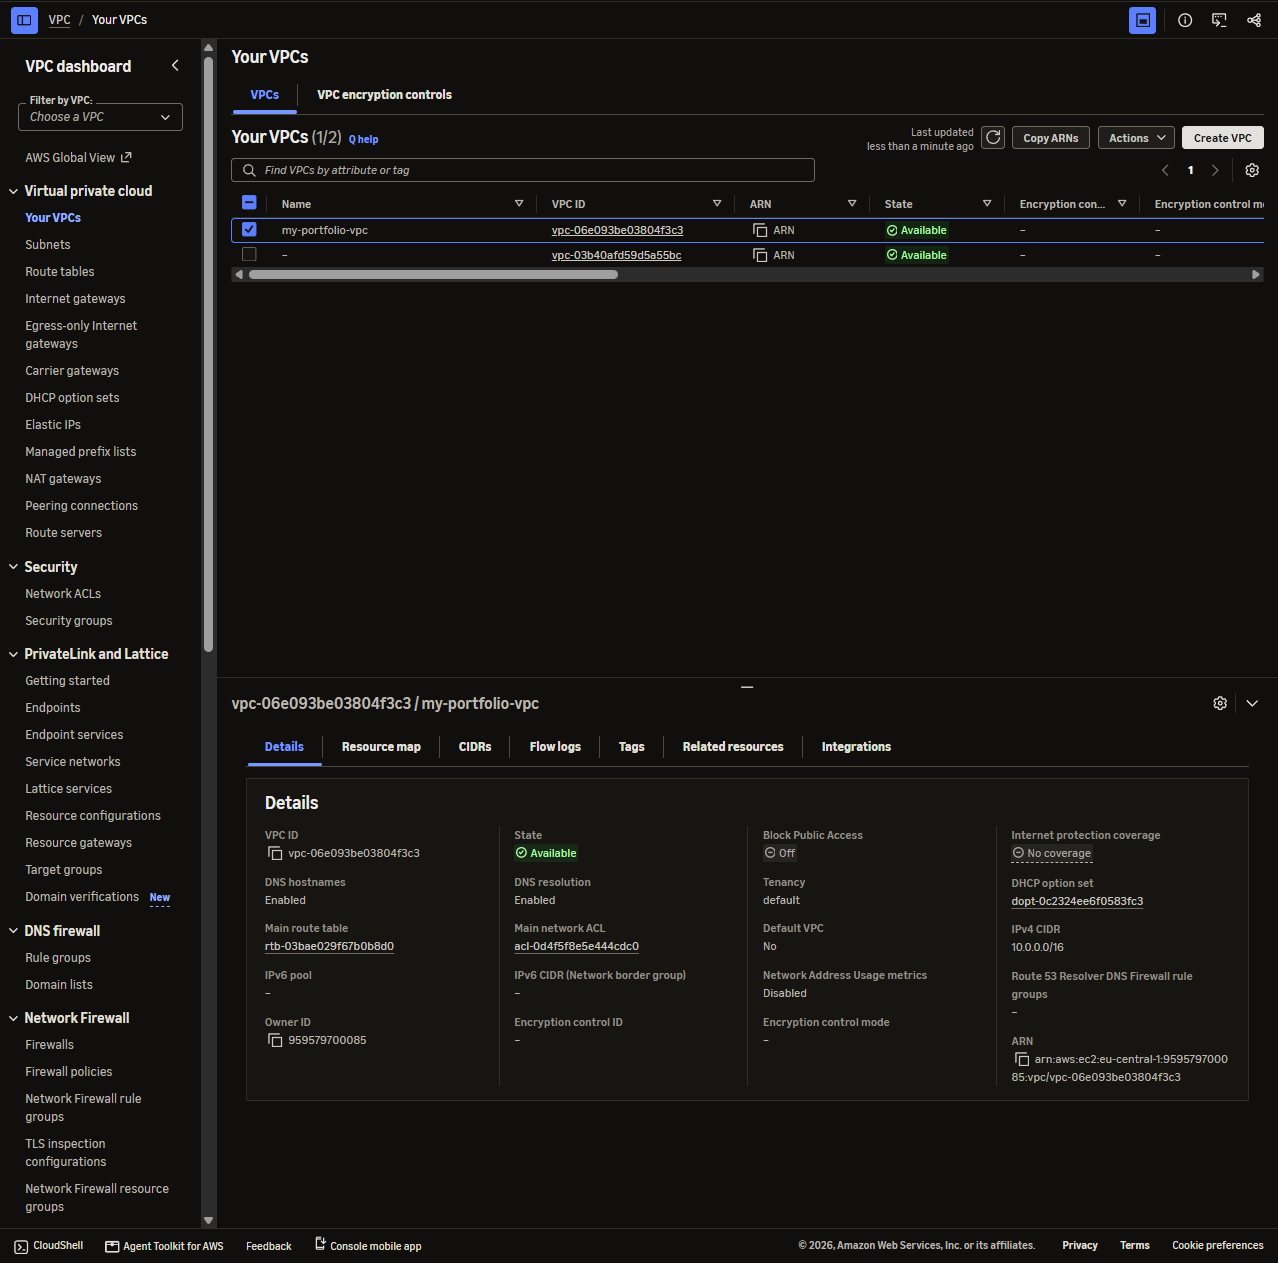 VPC / Your VPCs
VPC dashboard
Filter by VPC:
Choose a VPC
AWS Global View
Virtual private cloud
Your VPCs
Subnets
Route tables
Internet gateways
Egress-only Internet
gateways
Carrier gateways
DHCP option sets
Elastic IPs
Managed prefix lists
NAT gateways
Peering connections
Route servers
Security
Network ACLs
Security groups
PrivateLink and Lattice
Getting started
Endpoints
Endpoint services
Service networks
Lattice services
Resource configurations
Resource gateways
Target groups
Domain verifications New
DNS firewall
Rule groups
Domain lists
Network Firewall
Firewalls
Firewall policies
Network Firewall rule
groups
TLS inspection
configurations
Network Firewall resource
groups
Your VPCs
VPCs VPC encryption controls
Your VPCs (1/2) Q help
Last updated
less than a minute ago
Copy ARNs Actions Create VPC
Find VPCs by attribute or tag
1
Name VPC ID ARN State Encryption con... Encryption control m
my-portfolio-vpc vpc-06e093be03804f3c3 ARN Available – –
– vpc-03b40afd59d5a55bc ARN Available – –
vpc-06e093be03804f3c3 / my-portfolio-vpc
Details Resource map CIDRs Flow logs Tags Related resources Integrations
Details
VPC ID
vpc-06e093be03804f3c3
DNS hostnames
Enabled
Main route table
rtb-03bae029f67b0b8d0
IPv6 pool
–
Owner ID
959579700085
State
Available
DNS resolution
Enabled
Main network ACL
acl-0d4f5f8e5e444cdc0
IPv6 CIDR (Network border group)
–
Encryption control ID
–
Block Public Access
Off
Tenancy
default
Default VPC
No
Network Address Usage metrics
Disabled
Encryption control mode
–
Internet protection coverage
No coverage
DHCP option set
dopt-0c2324ee6f0583fc3
IPv4 CIDR
10.0.0.0/16
Route 53 Resolver DNS Firewall rule
groups
–
ARN
arn:aws:ec2:eu-central-1:9595797000
85:vpc/vpc-06e093be03804f3c3
CloudShell Agent Toolkit for AWS Feedback Console mobile app
© 2026, Amazon Web Services, Inc. or its affiliates. Privacy Terms Cookie preferences